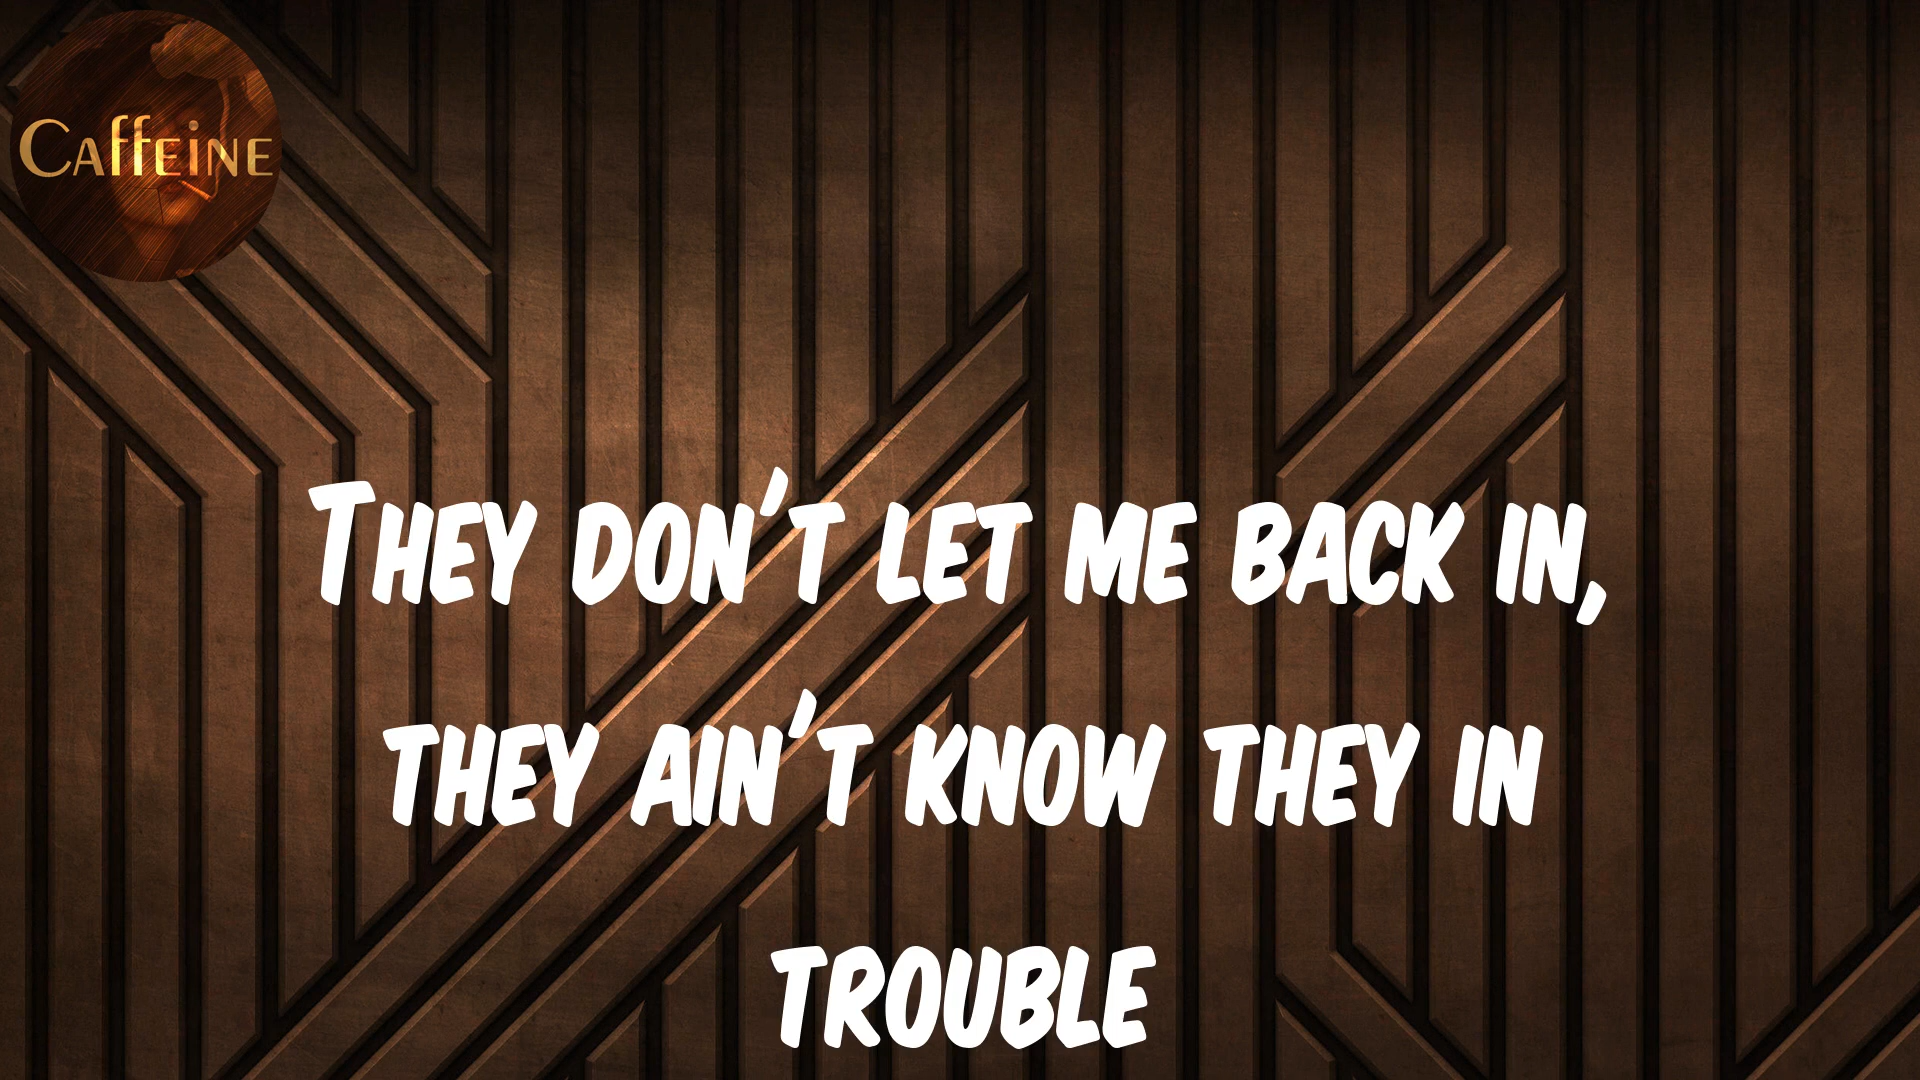 Caffeine
They don't let me back in,
they ain't know they in
trouble